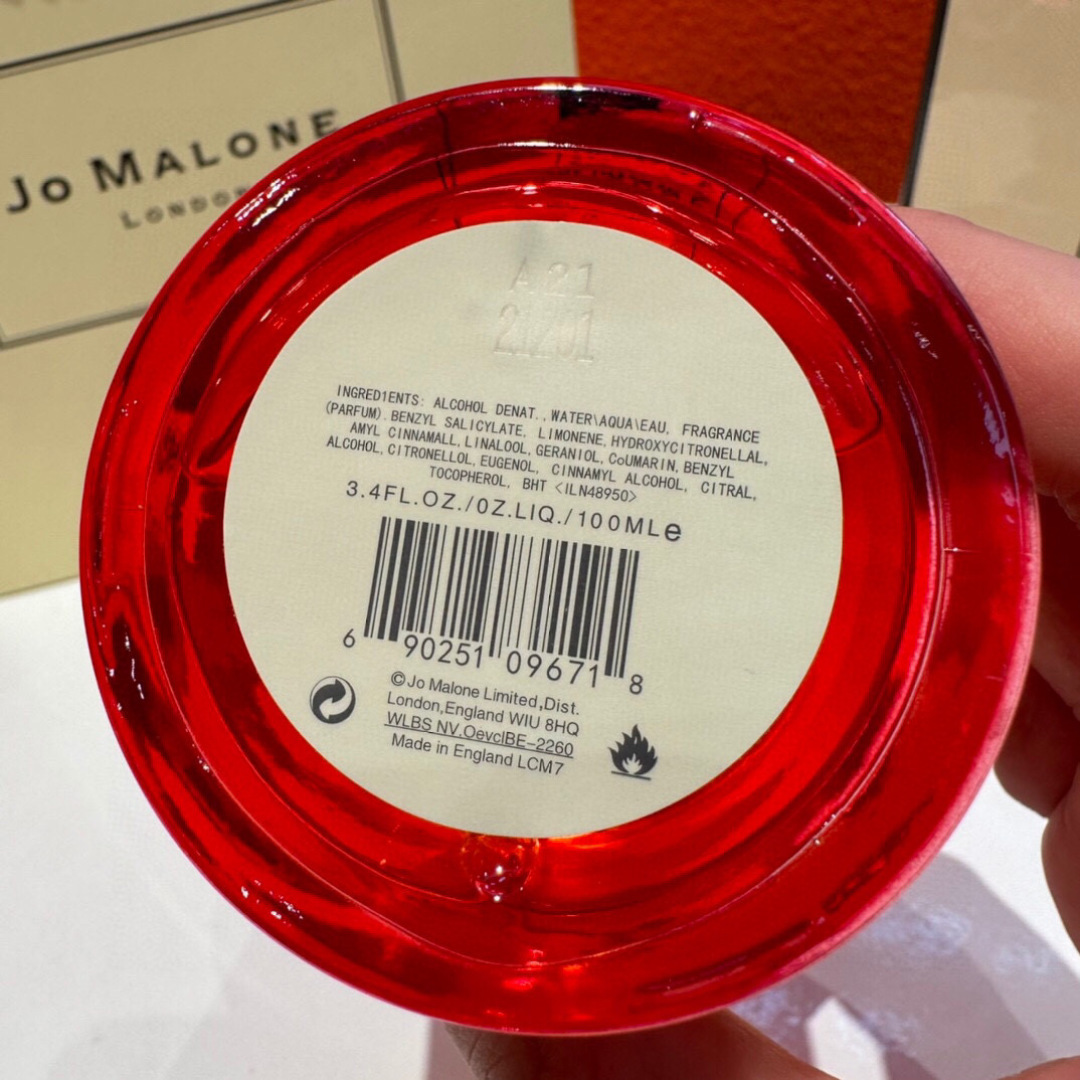 JO MALONE
LONDON
A21
21Z01
INGRED1ENTS: ALCOHOL DENAT.,WATER\AQUA\EAU, FRAGRANCE
(PARFUM).BENZYL SALICYLATE, LIMONENE,HYDROXYCITRONELLAL,
AMYL CINNAMALL,LINALOOL,GERANIOL,CoUMARIN,BENZYL
ALCOHOL,CITRONELLOL,EUGENOL, CINNAMYL ALCOHOL, CITRAL,
TOCOPHEROL, BHT <ILN48950>
3.4FL.OZ./0Z.LIQ./100MLe
6 90251 09671 8
©Jo Malone Limited,Dist.
London,England WIU 8HQ
WLBS NV.OevclBE-2260
Made in England LCM7